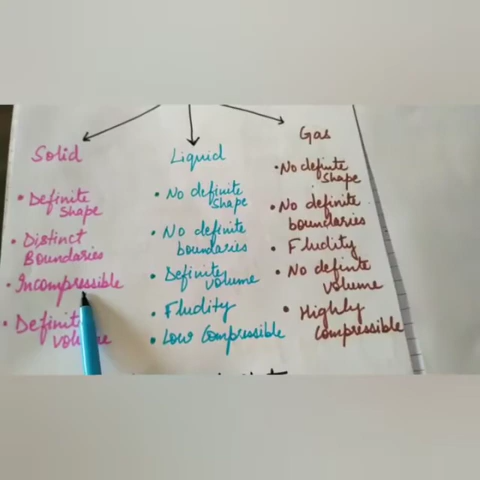 Solid
• Definite
Shape
• Distinct
Boundaries
• Incompressible
• Definite
volume
Liquid
• No definite
Shape
• No definite
boundaries
• Definite
volume
• Fludity
• Low Compressible
Gas
• No definite
Shape
• No definite
boundaries
• Fludity
• No definite
volume
• Highly
Compressible